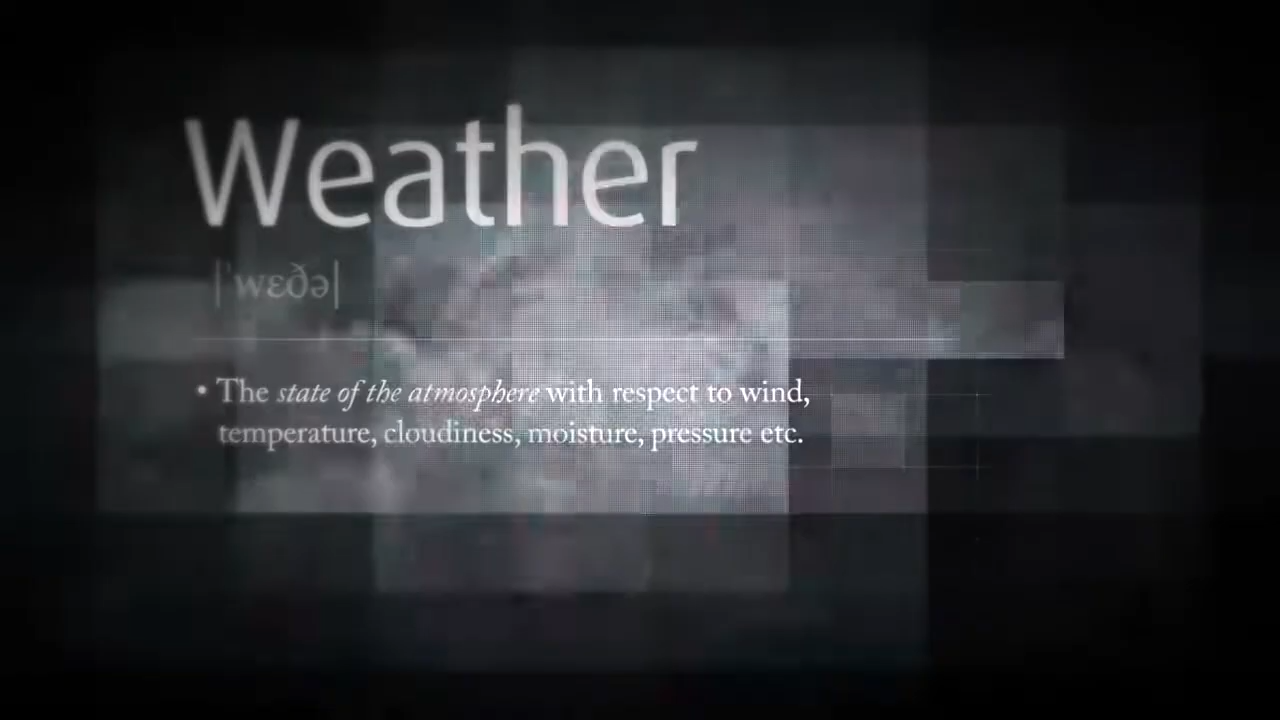 Weather
|ˈwɛðə|
• The state of the atmosphere with respect to wind,
temperature, cloudiness, moisture, pressure etc.